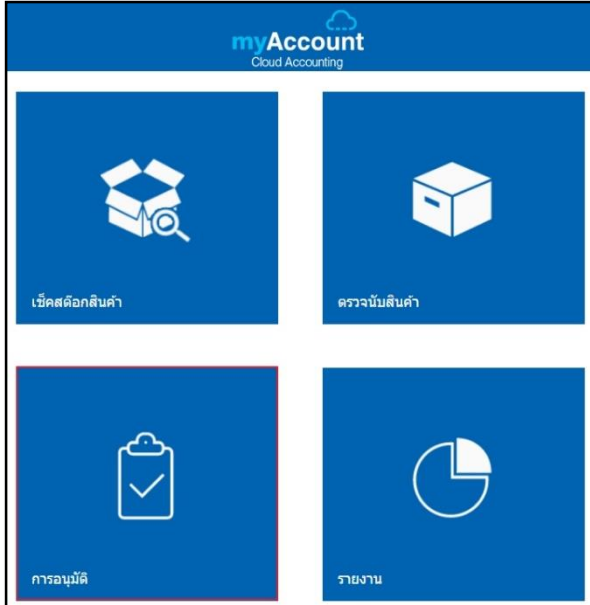 myAccount
Cloud Accounting
เช็คสต๊อกสินค้า
ตรวจนับสินค้า
การอนุมัติ
รายงาน